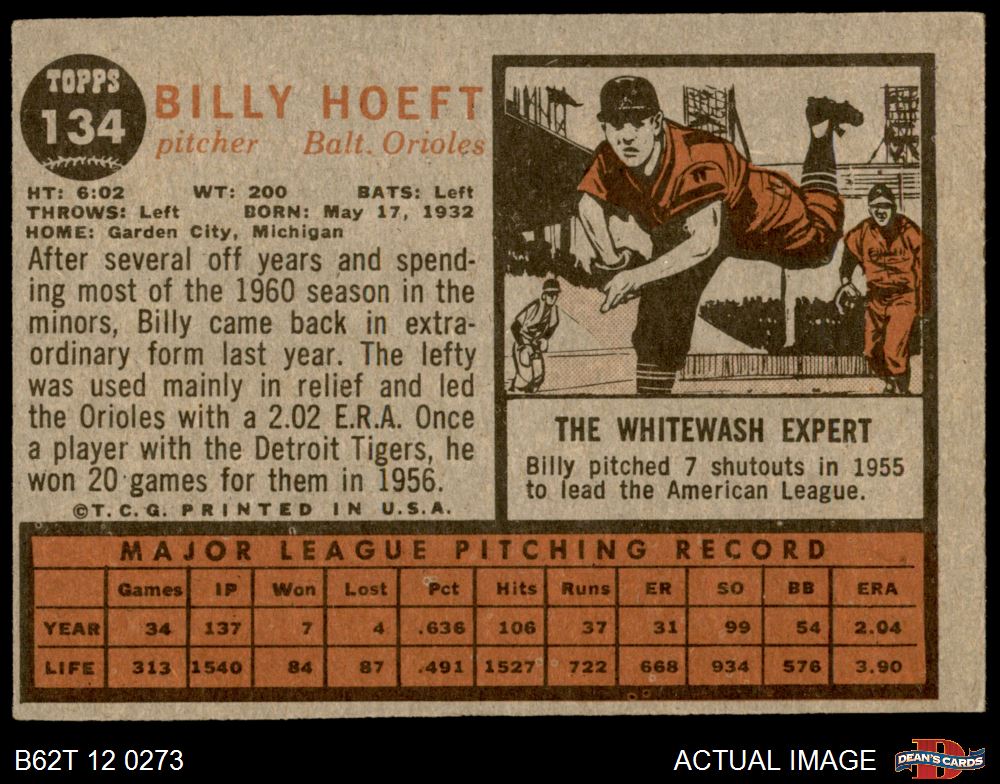 TOPPS
134
BILLY HOEFT
pitcher Balt. Orioles
HT: 6:02 WT: 200 BATS: Left
THROWS: Left BORN: May 17, 1932
HOME: Garden City, Michigan
After several off years and spend-
ing most of the 1960 season in the
minors, Billy came back in extra-
ordinary form last year. The lefty
was used mainly in relief and led
the Orioles with a 2.02 E.R.A. Once
a player with the Detroit Tigers, he
won 20 games for them in 1956.
©T.C.G. PRINTED IN U.S.A.
THE WHITEWASH EXPERT
Billy pitched 7 shutouts in 1955
to lead the American League.
MAJOR LEAGUE PITCHING RECORD
Games IP Won Lost Pct Hits Runs ER SO BB ERA
YEAR 34 137 7 4 .636 106 37 31 99 54 2.04
LIFE 313 1540 84 87 .491 1527 722 668 934 576 3.90
B62T 12 0273
ACTUAL IMAGE
DEAN'S CARDS